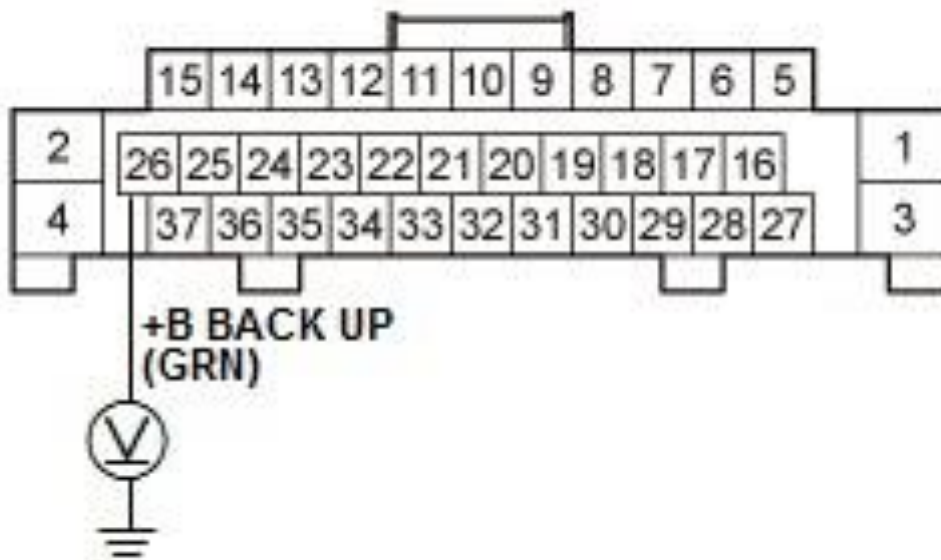 15 14 13 12 11 10 9 8 7 6 5
2 26 25 24 23 22 21 20 19 18 17 16 1
4 37 36 35 34 33 32 31 30 29 28 27 3
+B BACK UP
(GRN)
V